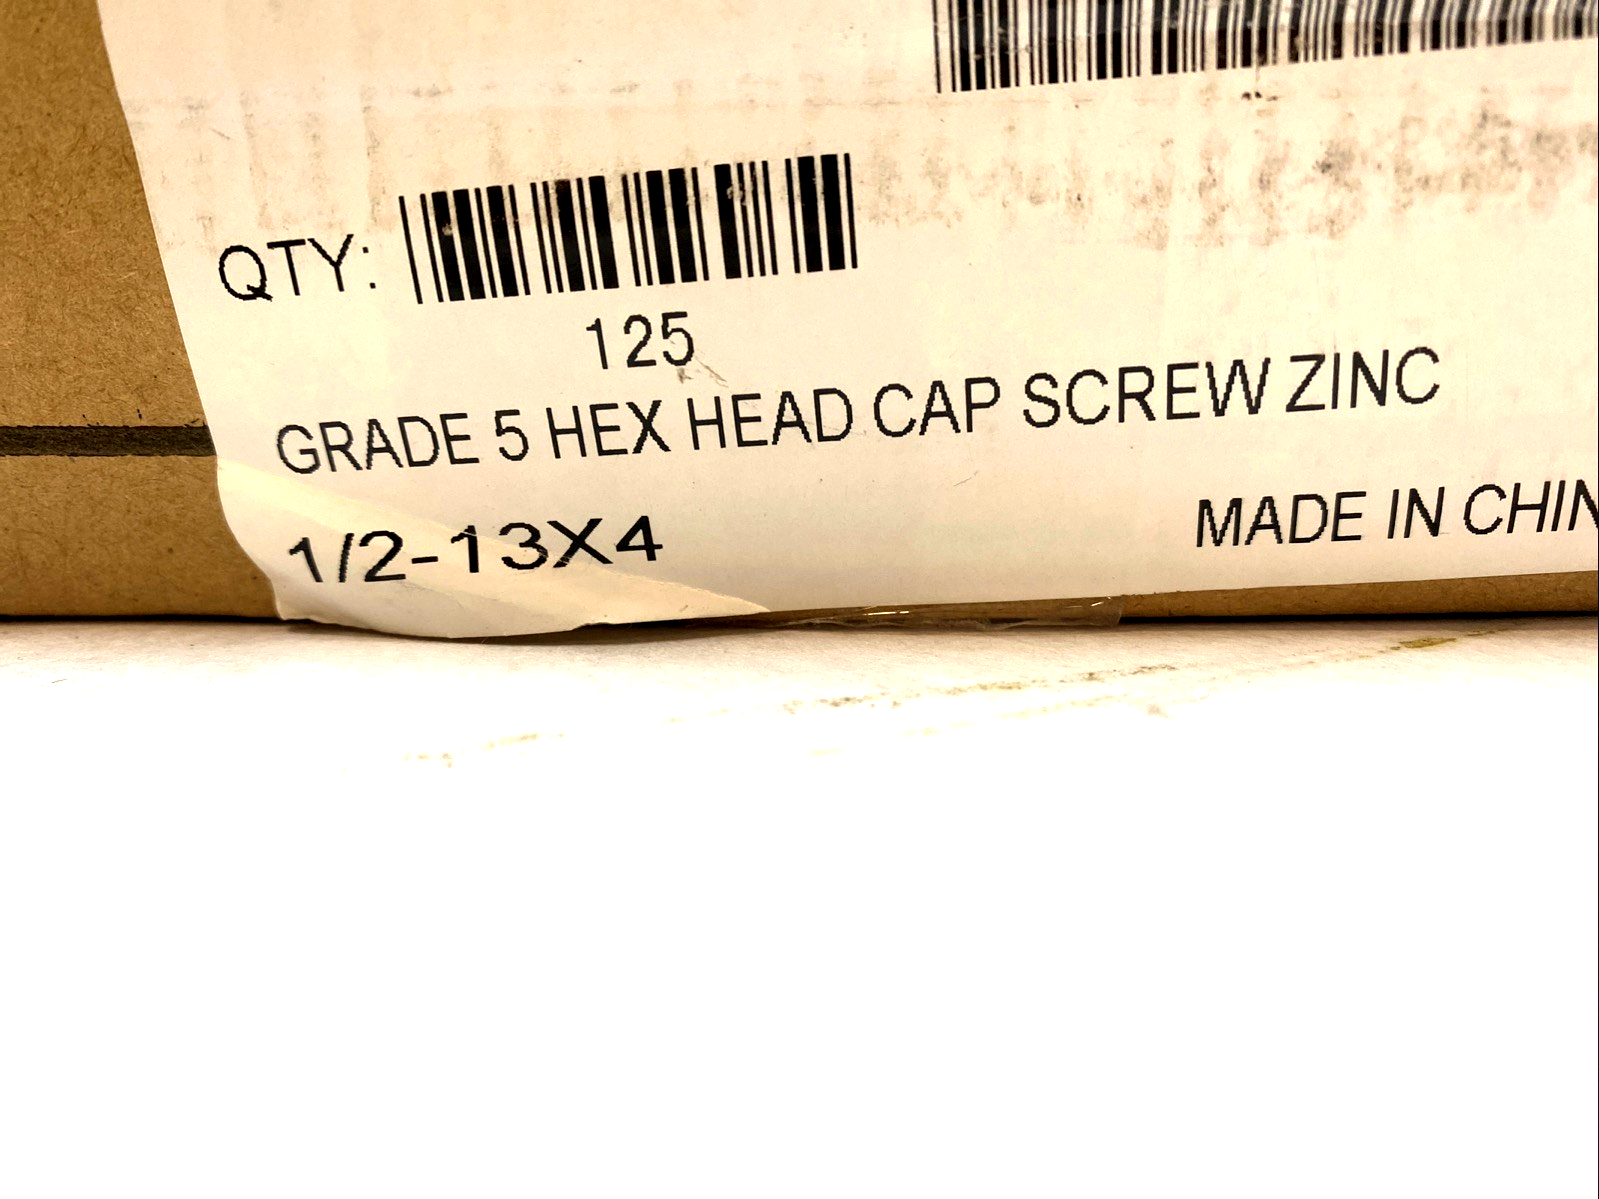 QTY:
125
GRADE 5 HEX HEAD CAP SCREW ZINC
1/2-13X4
MADE IN CHIN